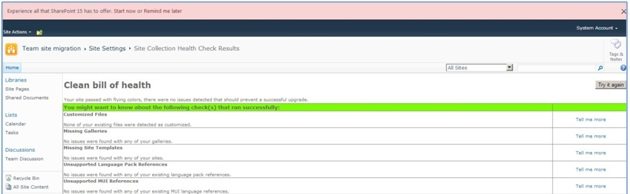 Experience all that SharePoint 15 has to offer. Start now or Remind me later
System Account
Site Actions
Team site migration › Site Settings › Site Collection Health Check Results
Tags & Notes
Home
All Sites
Libraries
Site Pages
Shared Documents
Lists
Calendar
Tasks
Discussions
Team Discussion
Recycle Bin
All Site Content
Clean bill of health
Try it again
Your site passed with flying colors, there were no issues detected that should prevent a successful upgrade.
You might want to know about the following check(s) that ran successfully:
Customized Files
None of your existing files were detected as customized.
Tell me more
Missing Galleries
No issues were found with any of your galleries.
Tell me more
Missing Site Templates
No issues were found with any of your sites.
Tell me more
Unsupported Language Pack References
No issues were found with any of your existing language pack references.
Tell me more
Unsupported MUI References
No issues were found with any of your existing MUI language references.
Tell me more